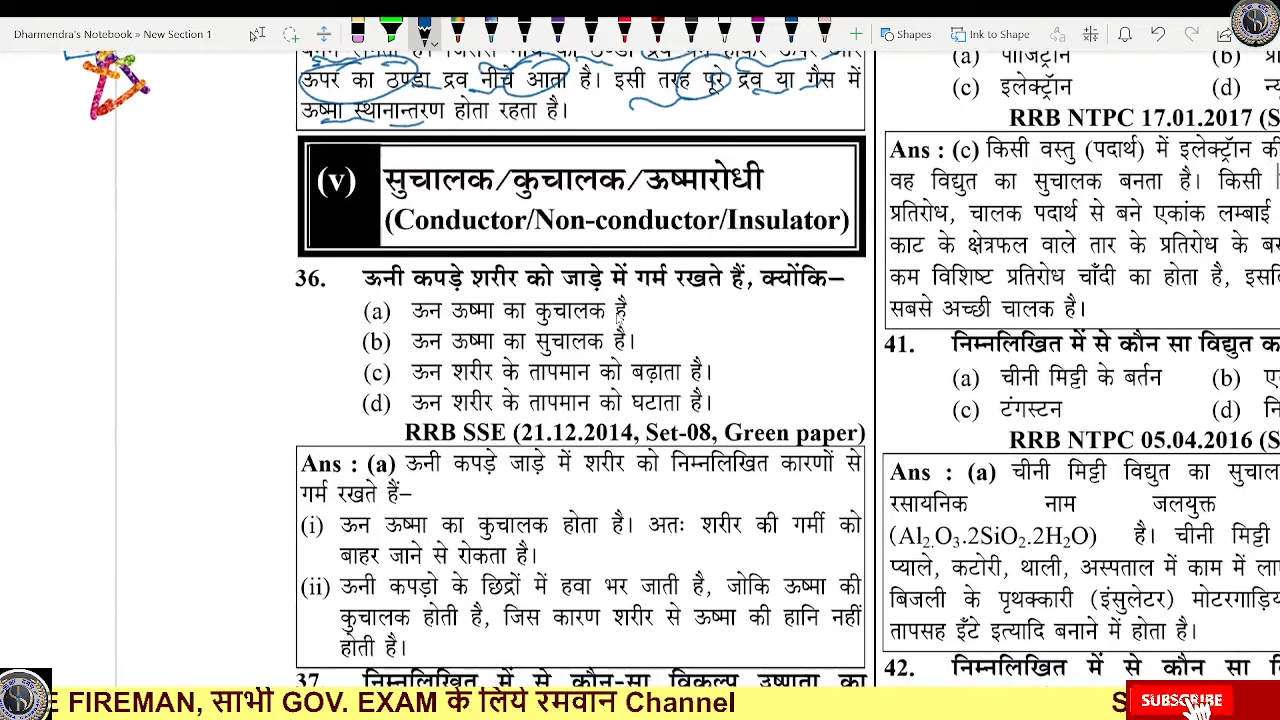 Dharmendra's Notebook » New Section 1
Shapes
Ink to Shape
ऊपर का ठण्डा द्रव नीचे आता है। इसी तरह पूरे द्रव या गैस में
ऊष्मा स्थानान्तरण होता रहता है।
(v) सुचालक/कुचालक/ऊष्मारोधी
(Conductor/Non-conductor/Insulator)
36. ऊनी कपड़े शरीर को जाड़े में गर्म रखते हैं, क्योंकि–
(a) ऊन ऊष्मा का कुचालक है
(b) ऊन ऊष्मा का सुचालक है।
(c) ऊन शरीर के तापमान को बढ़ाता है।
(d) ऊन शरीर के तापमान को घटाता है।
RRB SSE (21.12.2014, Set-08, Green paper)
Ans : (a) ऊनी कपड़े जाड़े में शरीर को निम्नलिखित कारणों से
गर्म रखते हैं–
(i) ऊन ऊष्मा का कुचालक होता है। अतः शरीर की गर्मी को
बाहर जाने से रोकता है।
(ii) ऊनी कपड़ो के छिद्रों में हवा भर जाती है, जोकि ऊष्मा की
कुचालक होती है, जिस कारण शरीर से ऊष्मा की हानि नहीं
होती है।
37 निम्नलिखित में से कौन-सा विकल्प उष्णता का
(a) पॉजिट्रॉन (b)
(c) इलेक्ट्रॉन (d)
RRB NTPC 17.01.2017 (S
Ans : (c) किसी वस्तु (पदार्थ) में इलेक्ट्रॉन की
वह विद्युत का सुचालक बनता है। किसी
प्रतिरोध, चालक पदार्थ से बने एकांक लम्बाई
काट के क्षेत्रफल वाले तार के प्रतिरोध के
कम विशिष्ट प्रतिरोध चाँदी का होता है,
सबसे अच्छी चालक है।
41. निम्नलिखित में से कौन सा विद्युत
(a) चीनी मिट्टी के बर्तन (b)
(c) टंगस्टन (d)
RRB NTPC 05.04.2016 (S
Ans : (a) चीनी मिट्टी विद्युत का
रसायनिक नाम जलयुक्त
(Al₂O₃.2SiO₂.2H₂O) है। चीनी मिट्टी
प्याले, कटोरी, थाली, अस्पताल में काम में
बिजली के पृथक्कारी (इंसुलेटर)
तापसह इँटे इत्यादि बनाने में होता है।
42. निम्नलिखित में से कौन सा
E FIREMAN, साभी GOV. EXAM के लिये रमवान Channel
SUBSCRIBE